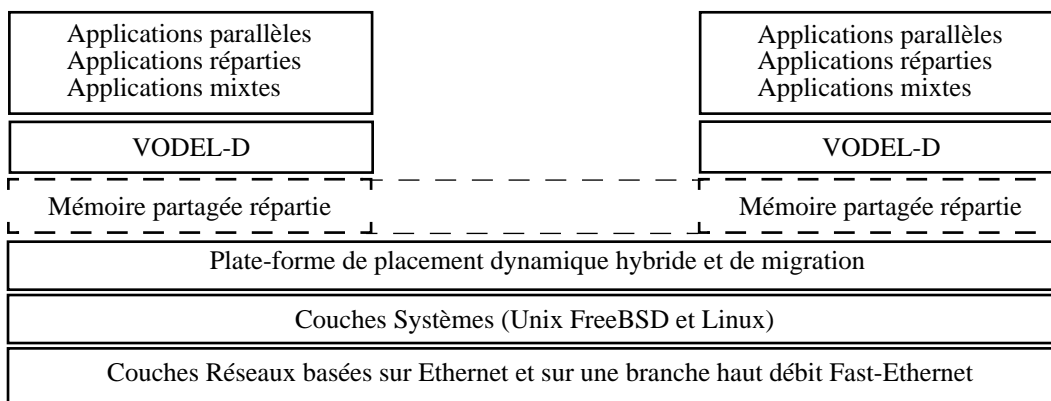 Applications parallèles
Applications réparties
Applications mixtes
Applications parallèles
Applications réparties
Applications mixtes
VODEL-D
VODEL-D
Mémoire partagée répartie
Mémoire partagée répartie
Plate-forme de placement dynamique hybride et de migration
Couches Systèmes (Unix FreeBSD et Linux)
Couches Réseaux basées sur Ethernet et sur une branche haut débit Fast-Ethernet